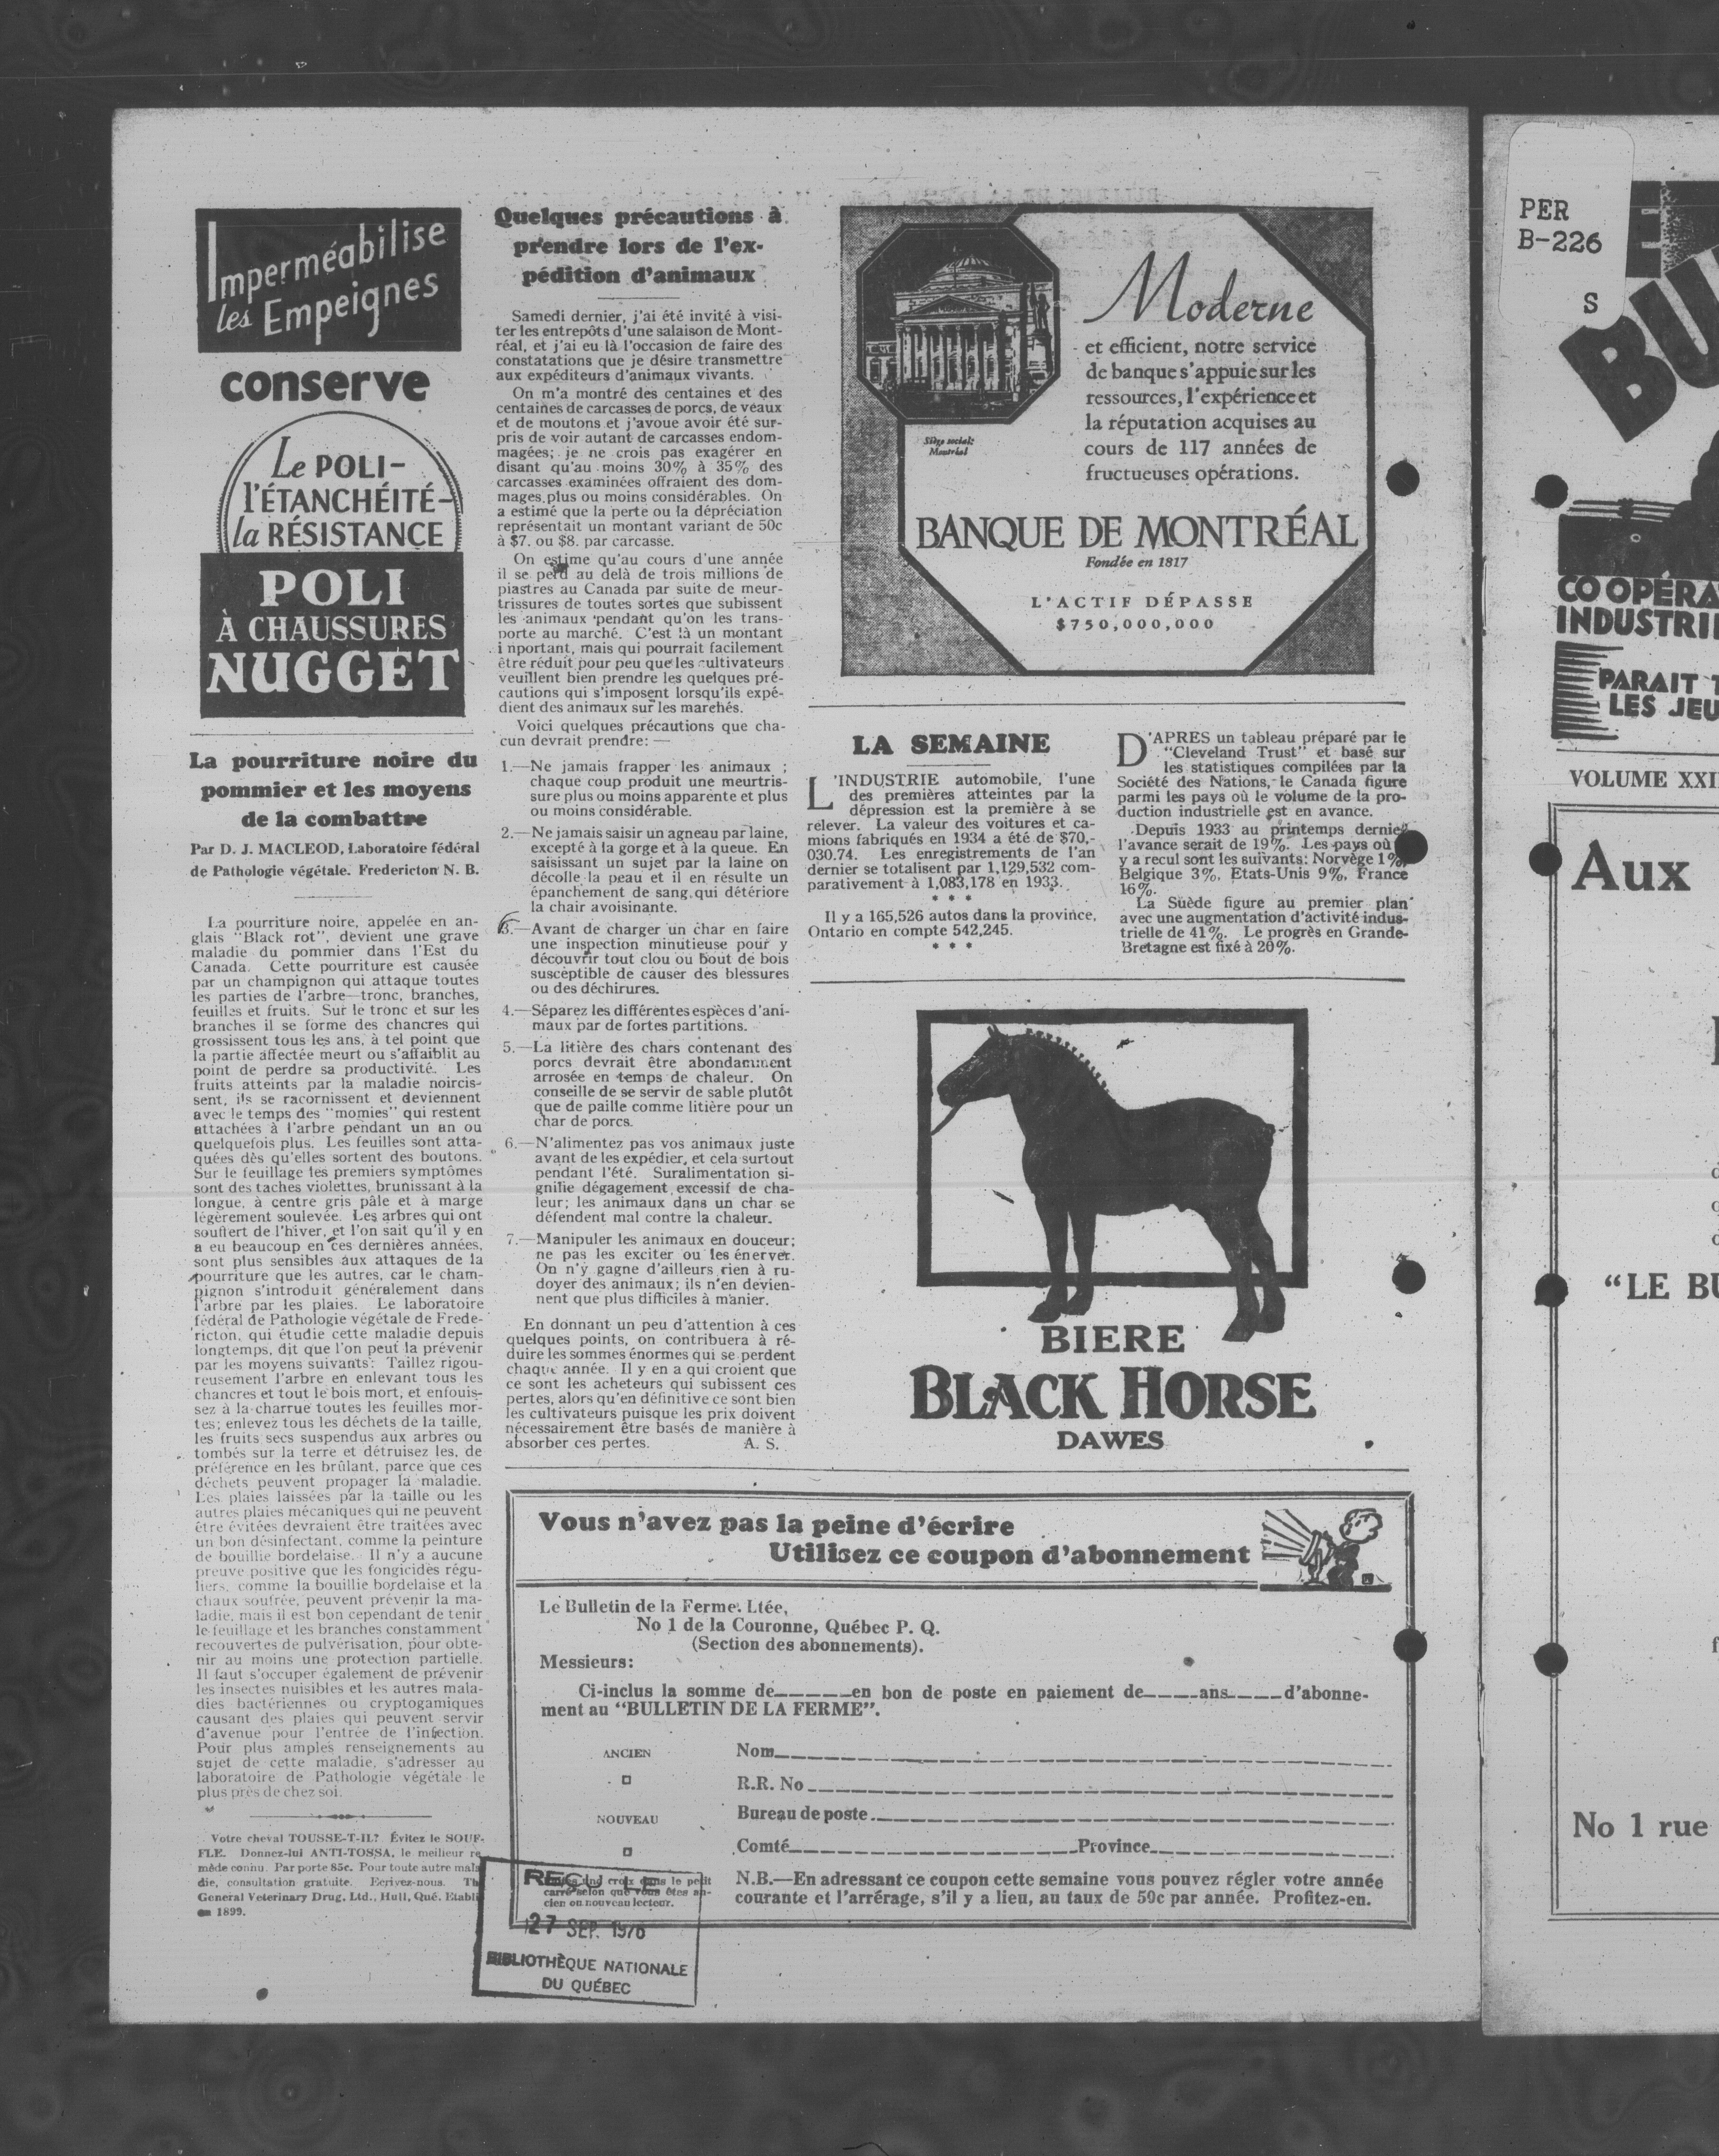 Imperméabilise
les Empeignes
conserve
Le POLI-
l'ÉTANCHÉITÉ-
la RÉSISTANCE
POLI
À CHAUSSURES
NUGGET
La pourriture noire du
pommier et les moyens
de la combattre
Par D. J. MACLEOD, Laboratoire fédéral
de Pathologie végétale. Fredericton N. B.
La pourriture noire, appelée en an-
glais "Black rot", devient une grave
maladie du pommier dans l'Est du
Canada. Cette pourriture est causée
par un champignon qui attaque toutes
les parties de l'arbre—tronc, branches,
feuilles et fruits. Sur le tronc et sur les
branches il se forme des chancres qui
grossissent tous les ans, à tel point que
la partie affectée meurt ou s'affaiblit au
point de perdre sa productivité. Les
fruits atteints par la maladie noircis-
sent, ils se racornissent et deviennent
avec le temps des "momies" qui restent
attachées à l'arbre pendant un an ou
quelquefois plus. Les feuilles sont atta-
quées dès qu'elles sortent des boutons.
Sur le feuillage les premiers symptômes
sont des taches violettes, brunissant à la
longue, à centre gris pâle et à marge
légèrement soulevée. Les arbres qui ont
souffert de l'hiver, et l'on sait qu'il y en
a eu beaucoup en ces dernières années,
sont plus sensibles aux attaques de la
pourriture que les autres, car le cham-
pignon s'introduit généralement dans
l'arbre par les plaies. Le laboratoire
fédéral de Pathologie végétale de Frede-
ricton, qui étudie cette maladie depuis
longtemps, dit que l'on peut la prévenir
par les moyens suivants: Taillez rigou-
reusement l'arbre en enlevant tous les
chancres et tout le bois mort, et enfouis-
sez à la charrue toutes les feuilles mor-
tes; enlevez tous les déchets de la taille,
les fruits secs suspendus aux arbres ou
tombés sur la terre et détruisez les, de
préférence en les brûlant, parce que ces
déchets peuvent propager la maladie.
Les plaies laissées par la taille ou les
autres plaies mécaniques qui ne peuvent
être évitées devraient être traitées avec
un bon désinfectant, comme la peinture
de bouillie bordelaise. Il n'y a aucune
preuve positive que les fongicides régu-
liers, comme la bouillie bordelaise et la
chaux soufrée, peuvent prévenir la ma-
ladie, mais il est bon cependant de tenir
le feuillage et les branches constamment
recouvertes de pulvérisation, pour obte-
nir au moins une protection partielle.
Il faut s'occuper également de prévenir
les insectes nuisibles et les autres mala-
dies bactériennes ou cryptogamiques
causant des plaies qui peuvent servir
d'avenue pour l'entrée de l'infection.
Pour plus amples renseignements au
sujet de cette maladie, s'adresser au
laboratoire de Pathologie végétale le
plus près de chez soi.
Votre cheval TOUSSE-T-IL? Évitez le SOUF-
FLE. Donnez-lui ANTI-TOSSA, le meilleur re
mède connu. Par porte 85c. Pour toute autre mala
die, consultation gratuite. Ecrivez-nous. Th
General Veterinary Drug, Ltd., Hull, Qué. Etabli
en 1899.
Quelques précautions à
prendre lors de l'ex-
pédition d'animaux
Samedi dernier, j'ai été invité à visi-
ter les entrepôts d'une salaison de Mont-
réal, et j'ai eu là l'occasion de faire des
constatations que je désire transmettre
aux expéditeurs d'animaux vivants.
On m'a montré des centaines et des
centaines de carcasses de porcs, de veaux
et de moutons et j'avoue avoir été sur-
pris de voir autant de carcasses endom-
magées; je ne crois pas exagérer en
disant qu'au moins 30% à 35% des
carcasses examinées offraient des dom-
mages plus ou moins considérables. On
a estimé que la perte ou la dépréciation
représentait un montant variant de 50c
à $7. ou $8. par carcasse.
On estime qu'au cours d'une année
il se perd au delà de trois millions de
piastres au Canada par suite de meur-
trissures de toutes sortes que subissent
les animaux pendant qu'on les trans-
porte au marché. C'est là un montant
i nportant, mais qui pourrait facilement
être réduit pour peu que les cultivateurs
veuillent bien prendre les quelques pré-
cautions qui s'imposent lorsqu'ils expé-
dient des animaux sur les marchés.
Voici quelques précautions que cha-
cun devrait prendre: —
1.—Ne jamais frapper les animaux ;
chaque coup produit une meurtris-
sure plus ou moins apparente et plus
ou moins considérable.
2.—Ne jamais saisir un agneau par laine,
excepté à la gorge et à la queue. En
saisissant un sujet par la laine on
décolle la peau et il en résulte un
épanchement de sang qui détériore
la chair avoisinante.
3.—Avant de charger un char en faire
une inspection minutieuse pour y
découvrir tout clou ou bout de bois
susceptible de causer des blessures
ou des déchirures.
4.—Séparez les différentes espèces d'ani-
maux par de fortes partitions.
5.—La litière des chars contenant des
porcs devrait être abondamment
arrosée en temps de chaleur. On
conseille de se servir de sable plutôt
que de paille comme litière pour un
char de porcs.
6.—N'alimentez pas vos animaux juste
avant de les expédier, et cela surtout
pendant l'été. Suralimentation si-
gnifie dégagement excessif de cha-
leur; les animaux dans un char se
défendent mal contre la chaleur.
7.—Manipuler les animaux en douceur;
ne pas les exciter ou les énerver.
On n'y gagne d'ailleurs rien à ru-
doyer des animaux; ils n'en devien-
nent que plus difficiles à manier.
En donnant un peu d'attention à ces
quelques points, on contribuera à ré-
duire les sommes énormes qui se perdent
chaque année. Il y en a qui croient que
ce sont les acheteurs qui subissent ces
pertes, alors qu'en définitive ce sont bien
les cultivateurs puisque les prix doivent
nécessairement être basés de manière à
absorber ces pertes. A. S.
Siège social:
Montréal
Moderne
et efficient, notre service
de banque s'appuie sur les
ressources, l'expérience et
la réputation acquises au
cours de 117 années de
fructueuses opérations.
BANQUE DE MONTRÉAL
Fondée en 1817
L'ACTIF DÉPASSE
$750,000,000
LA SEMAINE
L'INDUSTRIE automobile, l'une
des premières atteintes par la
dépression est la première à se
relever. La valeur des voitures et ca-
mions fabriqués en 1934 a été de $70,-
030.74. Les enregistrements de l'an
dernier se totalisent par 1,129,532 com-
parativement à 1,083,178 en 1933.
* * *
Il y a 165,526 autos dans la province,
Ontario en compte 542,245.
* * *
D'APRES un tableau préparé par le
"Cleveland Trust" et basé sur
les statistiques compilées par la
Société des Nations, le Canada figure
parmi les pays où le volume de la pro-
duction industrielle est en avance.
Depuis 1933 au printemps dernier
l'avance serait de 19%. Les pays où
y a recul sont les suivants: Norvège 1%,
Belgique 3%, Etats-Unis 9%, France
16%.
La Suède figure au premier plan
avec une augmentation d'activité indus-
trielle de 41%. Le progrès en Grande-
Bretagne est fixé à 20%.
BIERE
BLACK HORSE
DAWES
Vous n'avez pas la peine d'écrire
Utilisez ce coupon d'abonnement
Le Bulletin de la Ferme. Ltée,
No 1 de la Couronne, Québec P. Q.
(Section des abonnements).
Messieurs:
Ci-inclus la somme de______en bon de poste en paiement de____ans____d'abonne-
ment au "BULLETIN DE LA FERME".
ANCIEN
NOUVEAU
Faites une croix dans le petit
carré selon que vous êtes an-
cien ou nouveau lecteur.
Nom
R.R. No
Bureau de poste
Comté Province
N.B.—En adressant ce coupon cette semaine vous pouvez régler votre année
courante et l'arrérage, s'il y a lieu, au taux de 50c par année. Profitez-en.
REÇU LE
27 SEP. 1976
BIBLIOTHÈQUE NATIONALE
DU QUÉBEC
PER
B-226
S
BU
COOPÉRA
INDUSTRI
PARAIT T
LES JEU
VOLUME XXI
Aux
"LE BU
No 1 rue